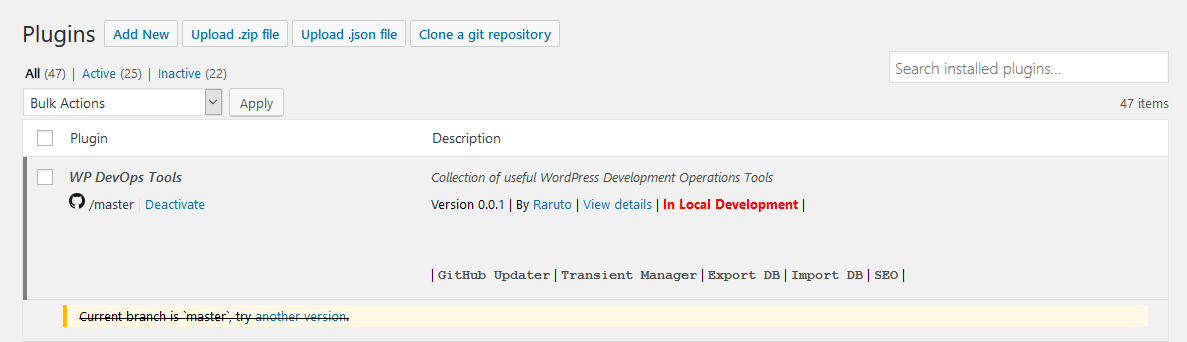 Plugins Add New Upload .zip file Upload .json file Clone a git repository
All (47) | Active (25) | Inactive (22)
Search installed plugins...
Bulk Actions Apply
47 items
Plugin Description
WP DevOps Tools Collection of useful WordPress Development Operations Tools
/master | Deactivate Version 0.0.1 | By Raruto | View details | In Local Development |
| GitHub Updater | Transient Manager | Export DB | Import DB | SEO |
Current branch is `master`, try another version.